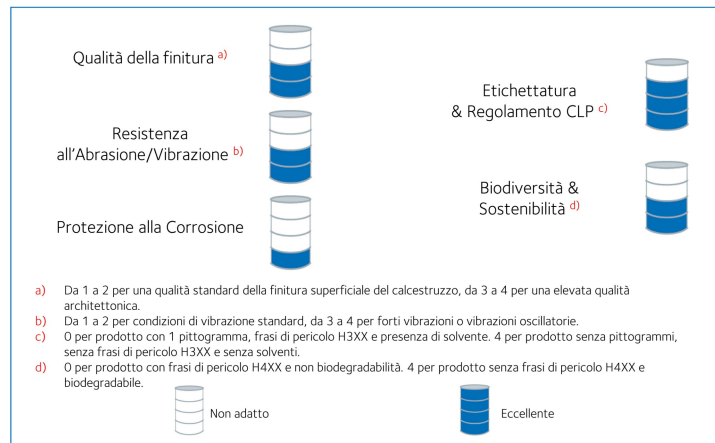 Qualità della finitura a)
Resistenza
all'Abrasione/Vibrazione b)
Protezione alla Corrosione
Etichettatura
& Regolamento CLP c)
Biodiversità &
Sostenibilità d)
a) Da 1 a 2 per una qualità standard della finitura superficiale del calcestruzzo, da 3 a 4 per una elevata qualità
architettonica.
b) Da 1 a 2 per condizioni di vibrazione standard, da 3 a 4 per forti vibrazioni o vibrazioni oscillatorie.
c) 0 per prodotto con 1 pittogramma, frasi di pericolo H3XX e presenza di solvente. 4 per prodotto senza pittogrammi,
senza frasi di pericolo H3XX e senza solventi.
d) 0 per prodotto con frasi di pericolo H4XX e non biodegradabilità. 4 per prodotto senza frasi di pericolo H4XX e
biodegradabile.
Non adatto
Eccellente